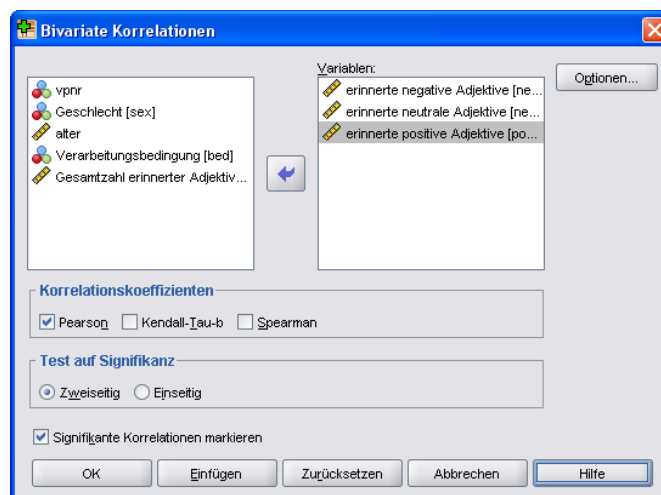 Bivariate Korrelationen
vpnr
Geschlecht [sex]
alter
Verarbeitungsbedingung [bed]
Gesamtzahl erinnerter Adjektiv...
Variablen:
erinnerte negative Adjektive [ne...
erinnerte neutrale Adjektive [ne...
erinnerte positive Adjektive [po...
Optionen...
Korrelationskoeffizienten
Pearson
Kendall-Tau-b
Spearman
Test auf Signifikanz
Zweiseitig
Einseitig
Signifikante Korrelationen markieren
OK
Einfügen
Zurücksetzen
Abbrechen
Hilfe